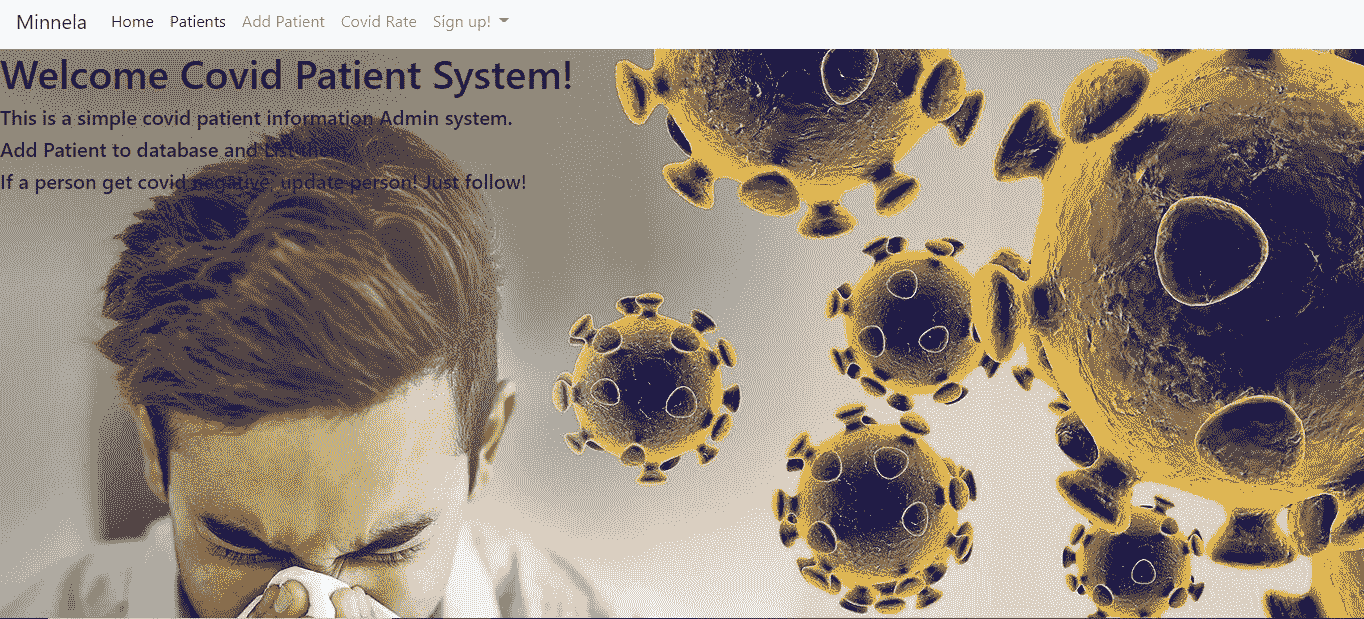 Minnela Home Patients Add Patient Covid Rate Sign up!
Welcome Covid Patient System!
This is a simple covid patient information Admin system.
Add Patient to database and List them.
If a person get covid negative, update person! Just follow!